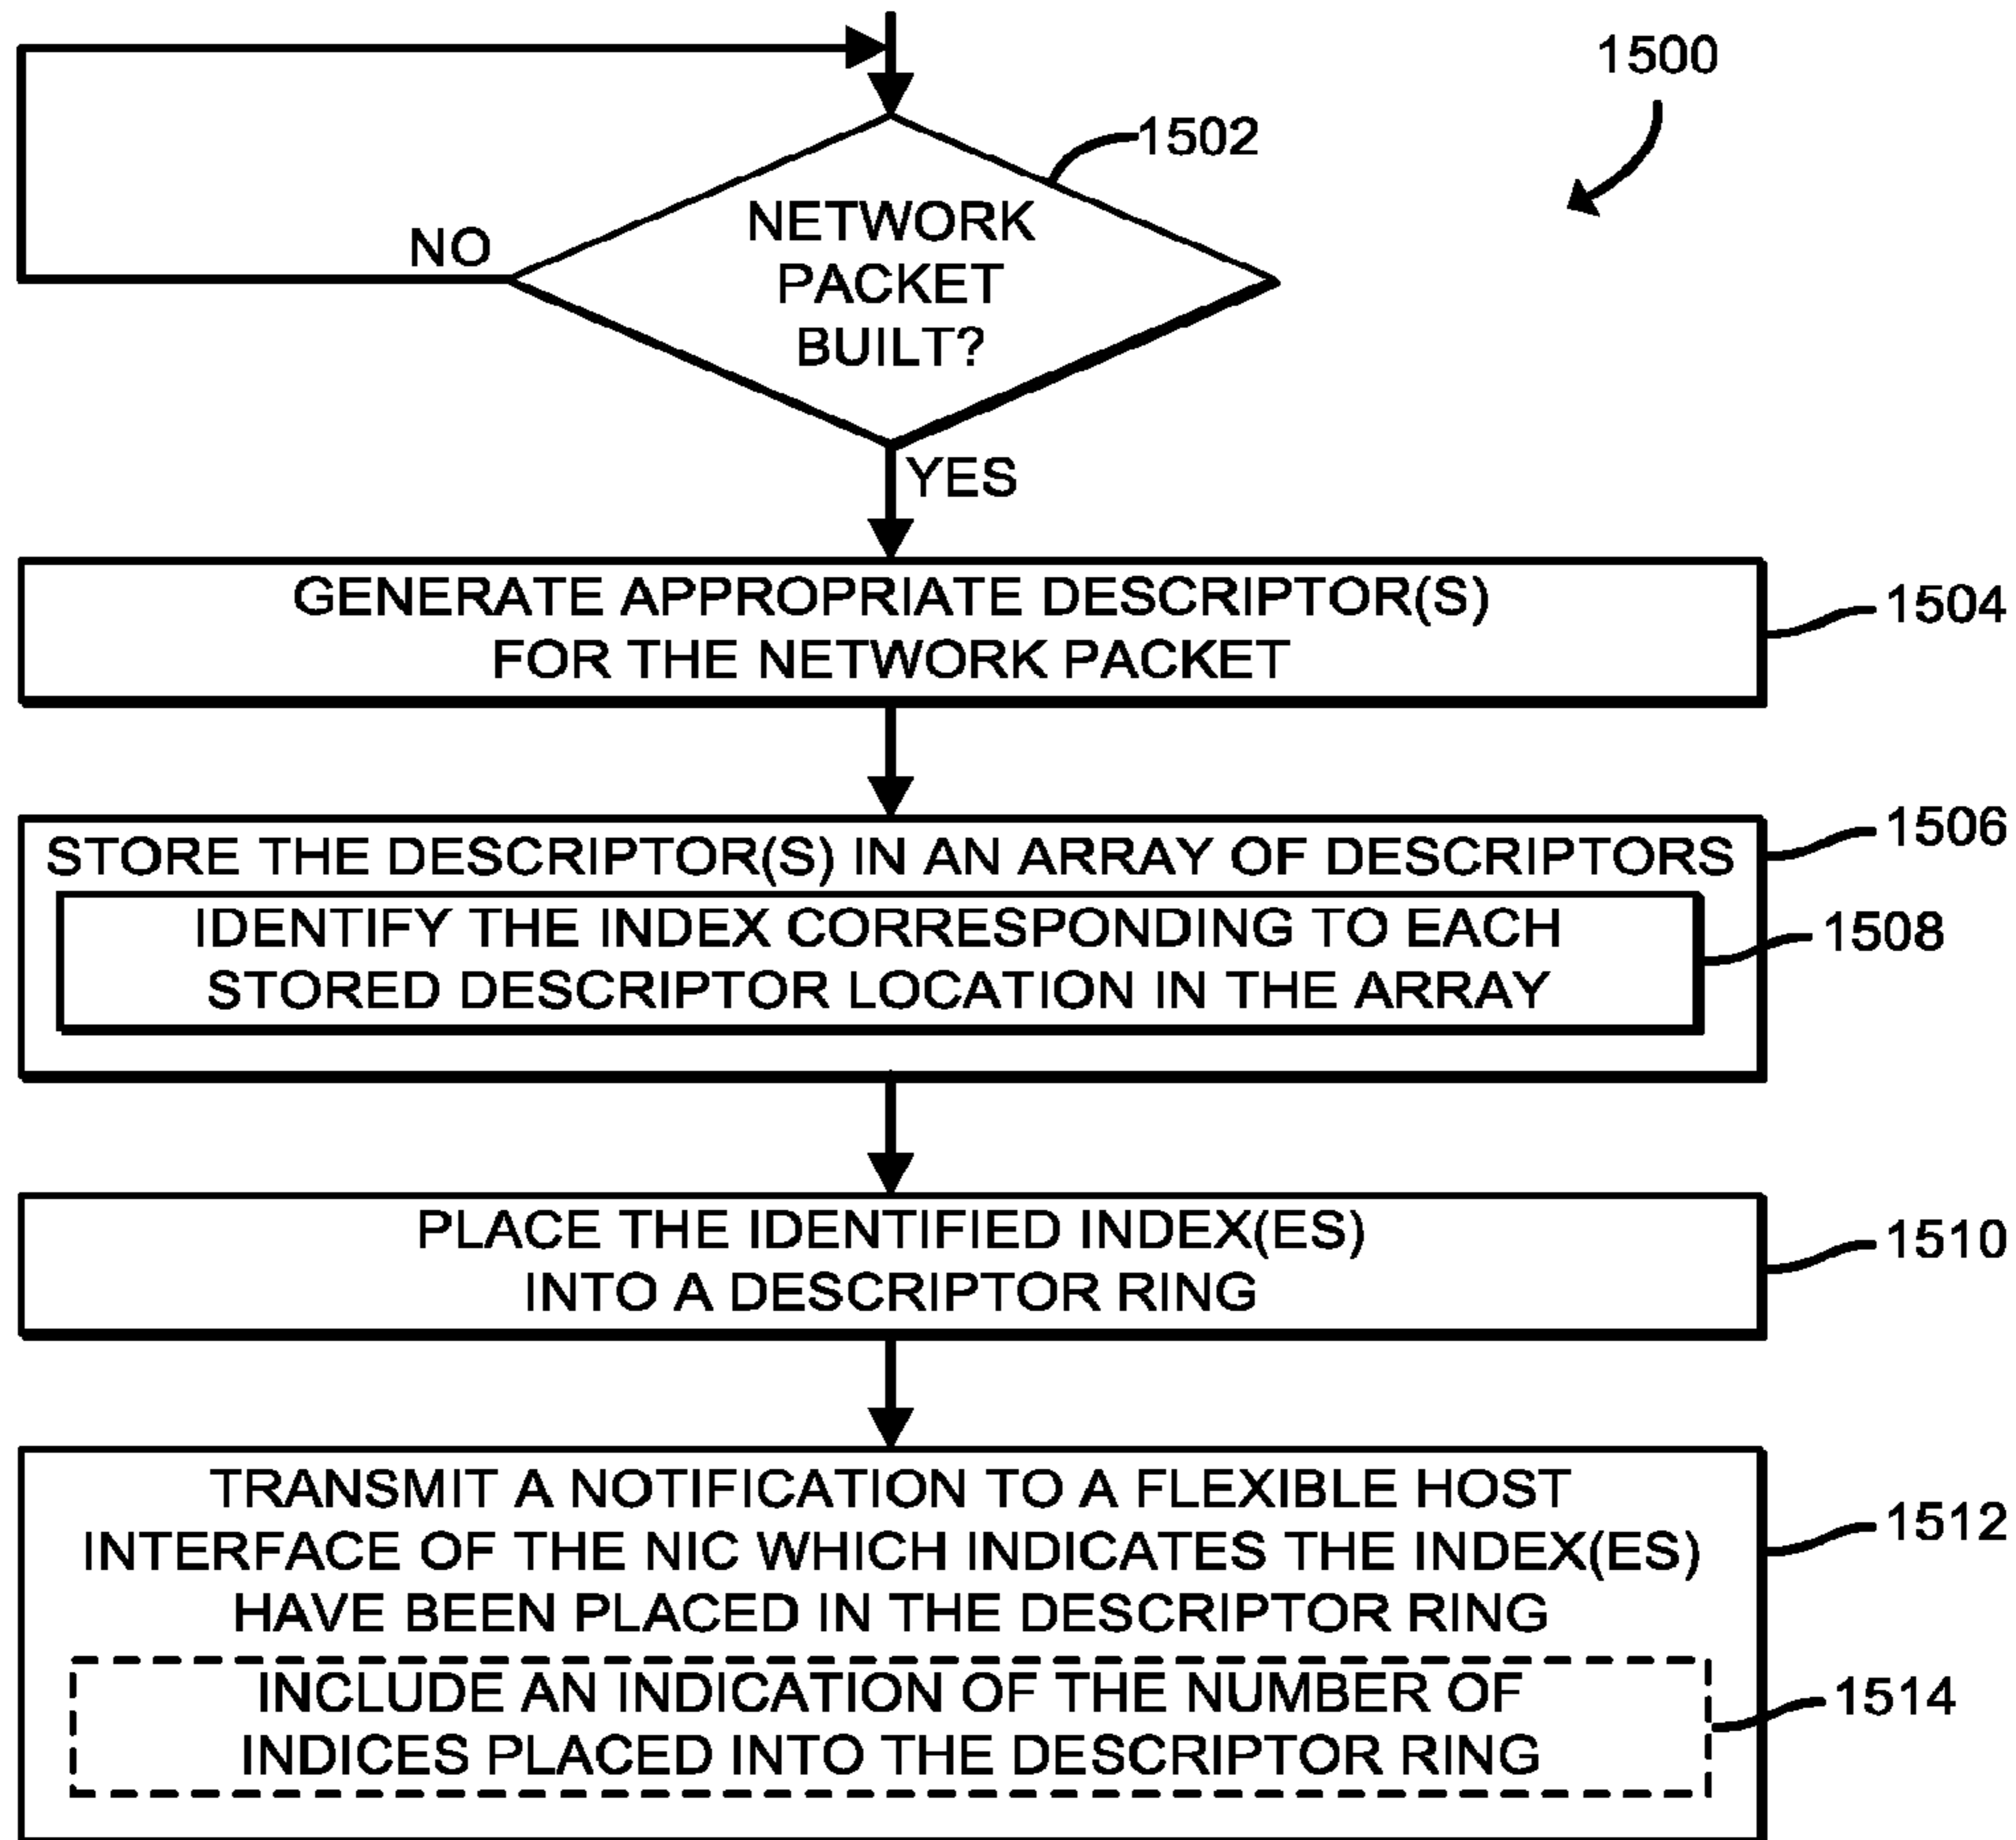 1500
1502
NETWORK
PACKET
BUILT?
NO
YES
GENERATE APPROPRIATE DESCRIPTOR(S)
FOR THE NETWORK PACKET
1504
STORE THE DESCRIPTOR(S) IN AN ARRAY OF DESCRIPTORS
1506
IDENTIFY THE INDEX CORRESPONDING TO EACH
STORED DESCRIPTOR LOCATION IN THE ARRAY
1508
PLACE THE IDENTIFIED INDEX(ES)
INTO A DESCRIPTOR RING
1510
TRANSMIT A NOTIFICATION TO A FLEXIBLE HOST
INTERFACE OF THE NIC WHICH INDICATES THE INDEX(ES)
HAVE BEEN PLACED IN THE DESCRIPTOR RING
1512
INCLUDE AN INDICATION OF THE NUMBER OF
INDICES PLACED INTO THE DESCRIPTOR RING
1514